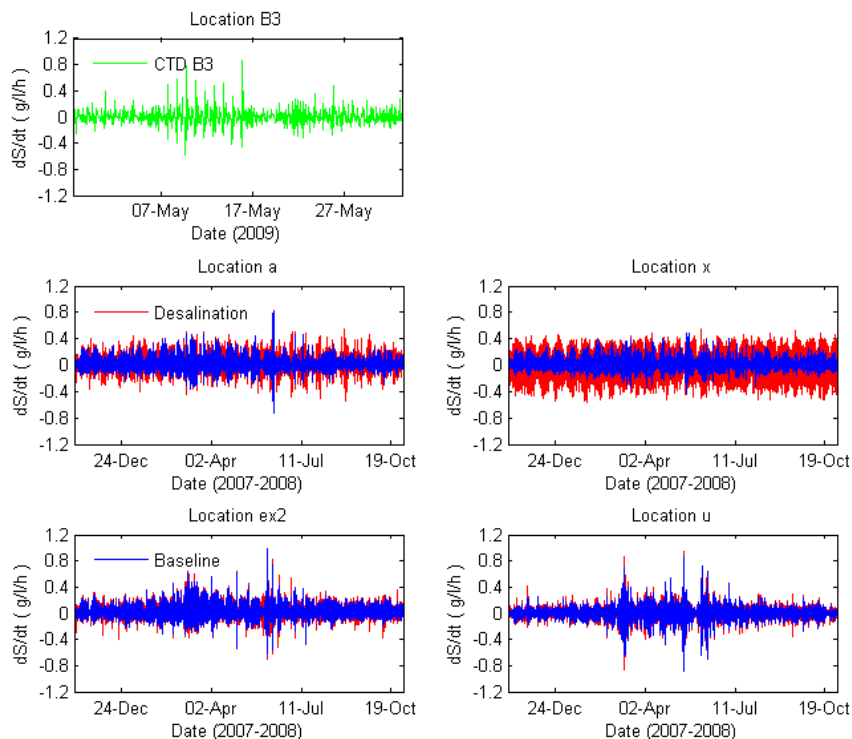 Location B3
1.2
0.8
0.4
0
-0.4
-0.8
-1.2
dS/dt ( g/l/h )
CTD B3
07-May 17-May 27-May
Date (2009)
Location a
1.2
0.8
0.4
0
-0.4
-0.8
-1.2
dS/dt ( g/l/h )
Desalination
24-Dec 02-Apr 11-Jul 19-Oct
Date (2007-2008)
Location x
1.2
0.8
0.4
0
-0.4
-0.8
-1.2
dS/dt ( g/l/h )
24-Dec 02-Apr 11-Jul 19-Oct
Date (2007-2008)
Location ex2
1.2
0.8
0.4
0
-0.4
-0.8
-1.2
dS/dt ( g/l/h )
Baseline
24-Dec 02-Apr 11-Jul 19-Oct
Date (2007-2008)
Location u
1.2
0.8
0.4
0
-0.4
-0.8
-1.2
dS/dt ( g/l/h )
24-Dec 02-Apr 11-Jul 19-Oct
Date (2007-2008)